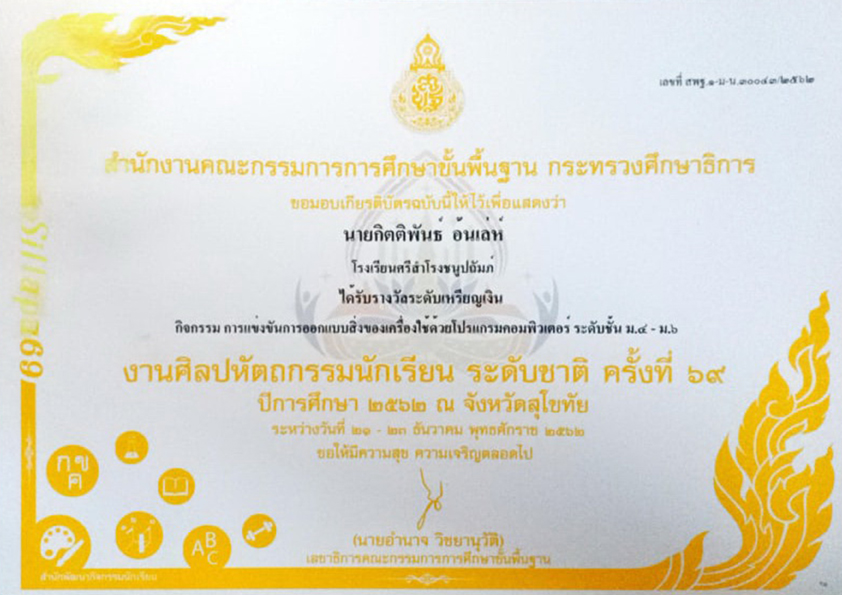 เลขที่ สพฐ.๑-ม-น.๓๐๐๔๓/๒๕๖๒
สำนักงานคณะกรรมการการศึกษาขั้นพื้นฐาน กระทรวงศึกษาธิการ
ขอมอบเกียรติบัตรฉบับนี้ให้ไว้เพื่อแสดงว่า
นายกิตติพันธ์ อ้นเล่ห์
โรงเรียนศรีสำโรงชนูปถัมภ์
ได้รับรางวัลระดับเหรียญเงิน
กิจกรรม การแข่งขันการออกแบบสิ่งของเครื่องใช้ด้วยโปรแกรมคอมพิวเตอร์ ระดับชั้น ม.๔ - ม.๖
งานศิลปหัตถกรรมนักเรียน ระดับชาติ ครั้งที่ ๖๙
ปีการศึกษา ๒๕๖๒ ณ จังหวัดสุโขทัย
ระหว่างวันที่ ๒๑ - ๒๓ ธันวาคม พุทธศักราช ๒๕๖๒
ขอให้มีความสุข ความเจริญตลอดไป
(นายอำนาจ วิชยานุวัติ)
เลขาธิการคณะกรรมการการศึกษาขั้นพื้นฐาน
Sillapa69
ก ข
ค
A B
C
สำนักพัฒนากิจกรรมนักเรียน